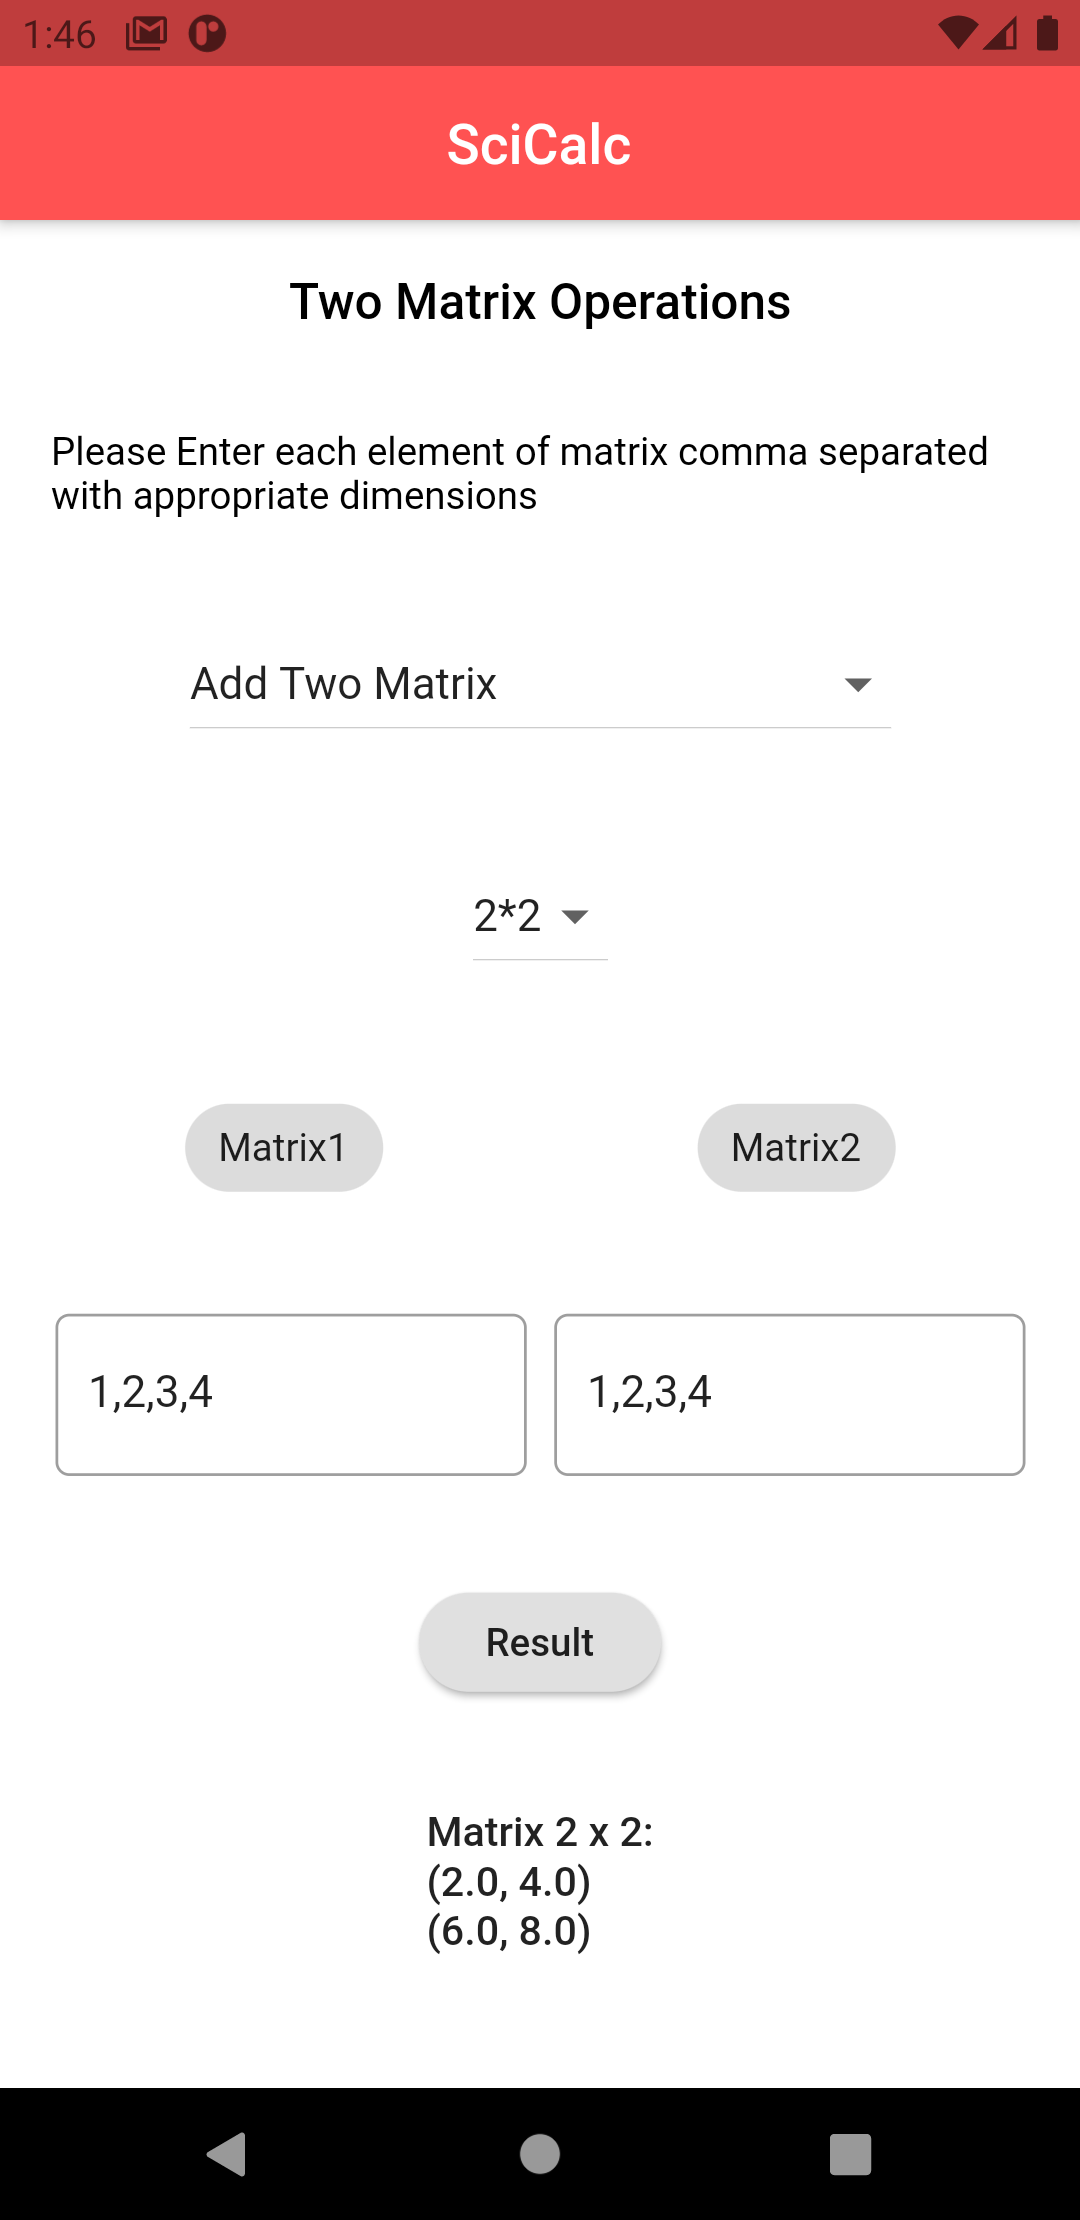 1:46
SciCalc
Two Matrix Operations
Please Enter each element of matrix comma separated
with appropriate dimensions
Add Two Matrix
2*2
Matrix1
Matrix2
1,2,3,4
1,2,3,4
Result
Matrix 2 x 2:
(2.0, 4.0)
(6.0, 8.0)